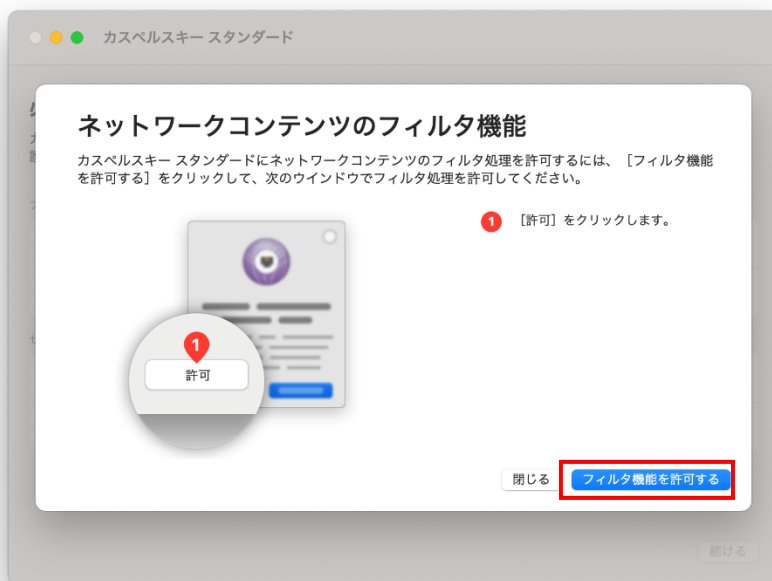 カスペルスキー スタンダード
ネットワークコンテンツのフィルタ機能
カスペルスキー スタンダードにネットワークコンテンツのフィルタ処理を許可するには、［フィルタ機能
を許可する］をクリックして、次のウインドウでフィルタ処理を許可してください。
1 ［許可］をクリックします。
1
許可
閉じる フィルタ機能を許可する
続ける